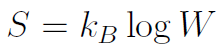 S = k_B log W